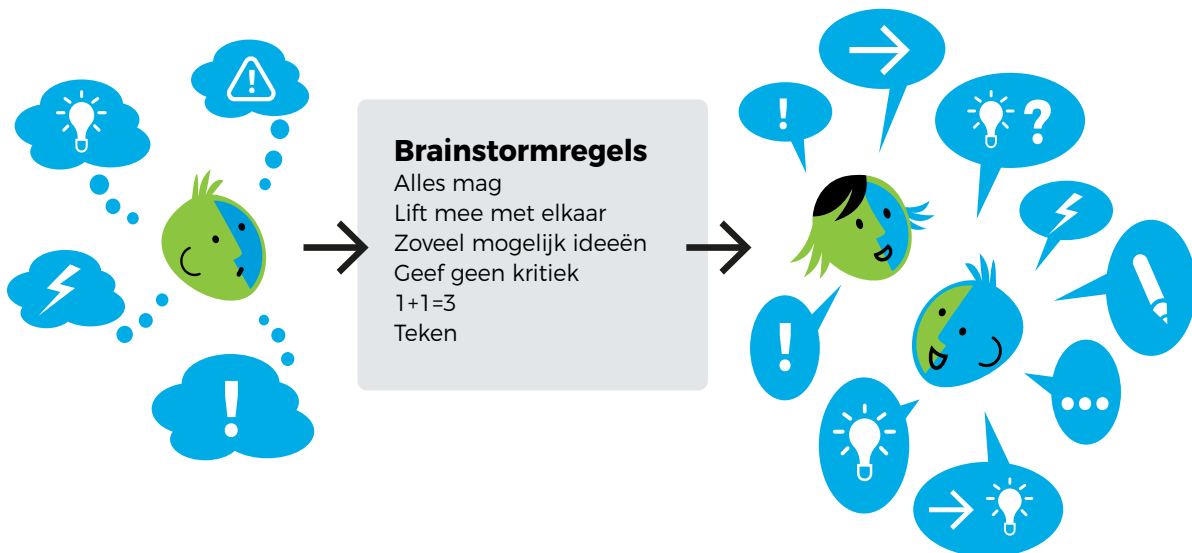 Brainstormregels
Alles mag
Lift mee met elkaar
Zoveel mogelijk ideeën
Geef geen kritiek
1+1=3
Teken